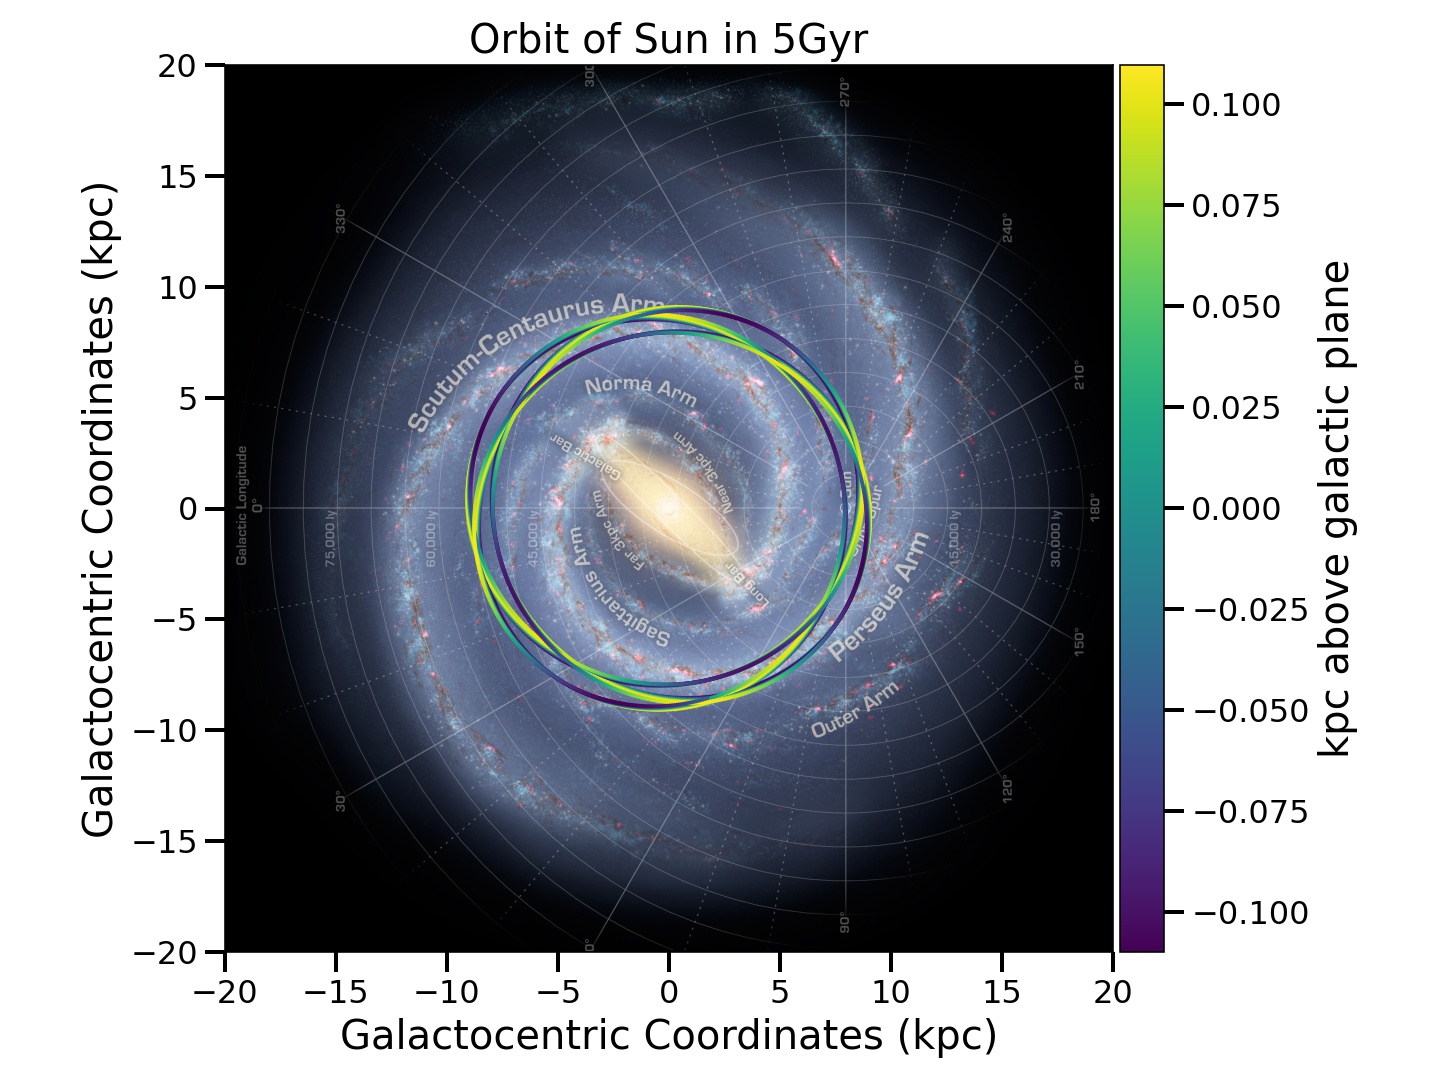 Orbit of Sun in 5Gyr
20
15
10
5
0
−5
−10
−15
−20
Galactocentric Coordinates (kpc)
−20
−15
−10
−5
0
5
10
15
20
Galactocentric Coordinates (kpc)
0.100
0.075
0.050
0.025
0.000
−0.025
−0.050
−0.075
−0.100
kpc above galactic plane
300
270°
330°
240°
210°
180°
150°
120°
90°
30°
0°
Galactic Longitude
75,000 ly
60,000 ly
45,000 ly
15,000 ly
30,000 ly
Scutum-Centaurus Arm
Norma Arm
Galactic Bar
Near 3kpc Arm
Far 3kpc Arm
Long Bar
Sagittarius Arm
Perseus Arm
Outer Arm